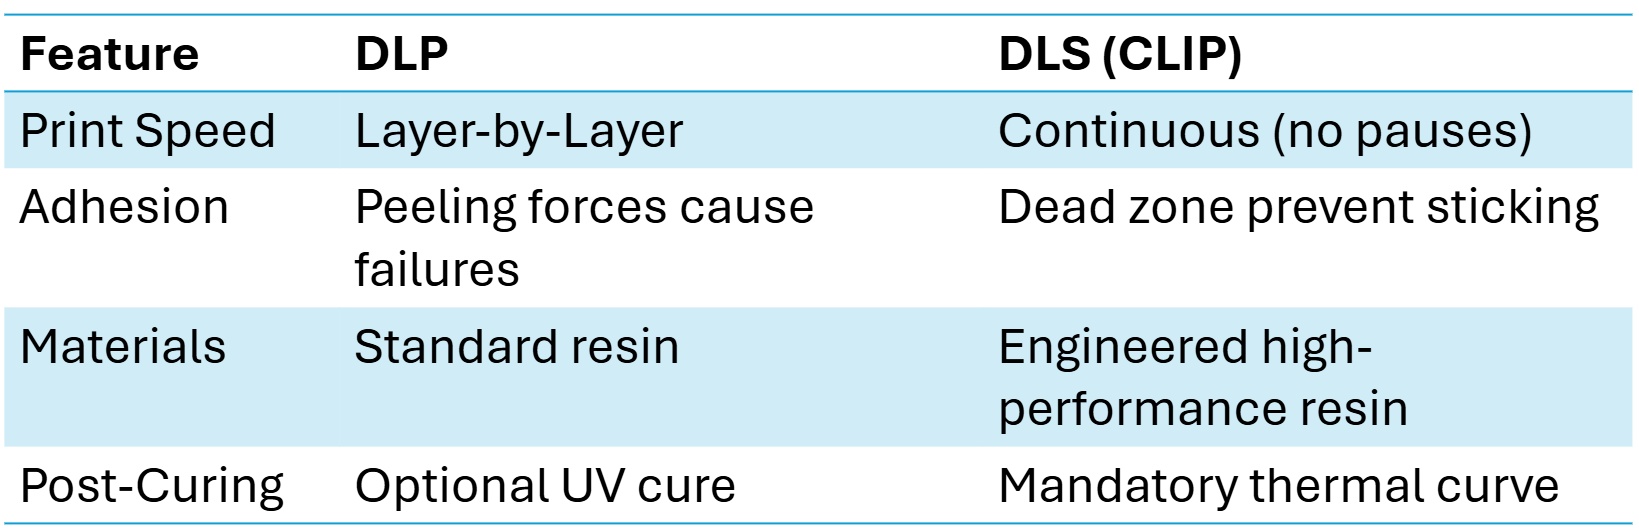 Feature DLP DLS (CLIP)
Print Speed Layer-by-Layer Continuous (no pauses)
Adhesion Peeling forces cause Dead zone prevent sticking
failures
Materials Standard resin Engineered high-
performance resin
Post-Curing Optional UV cure Mandatory thermal curve